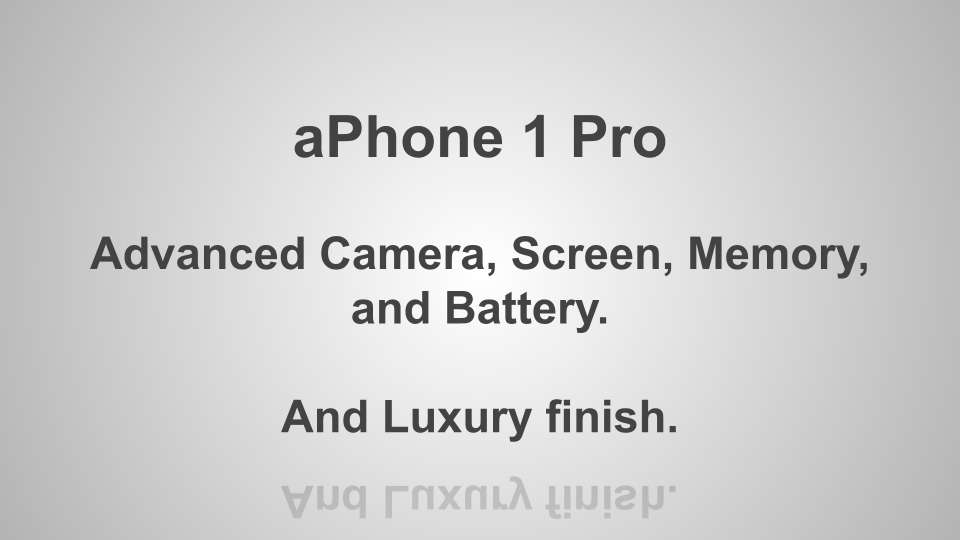 aPhone 1 Pro
Advanced Camera, Screen, Memory,
and Battery.
And Luxury finish.
And Luxury finish.